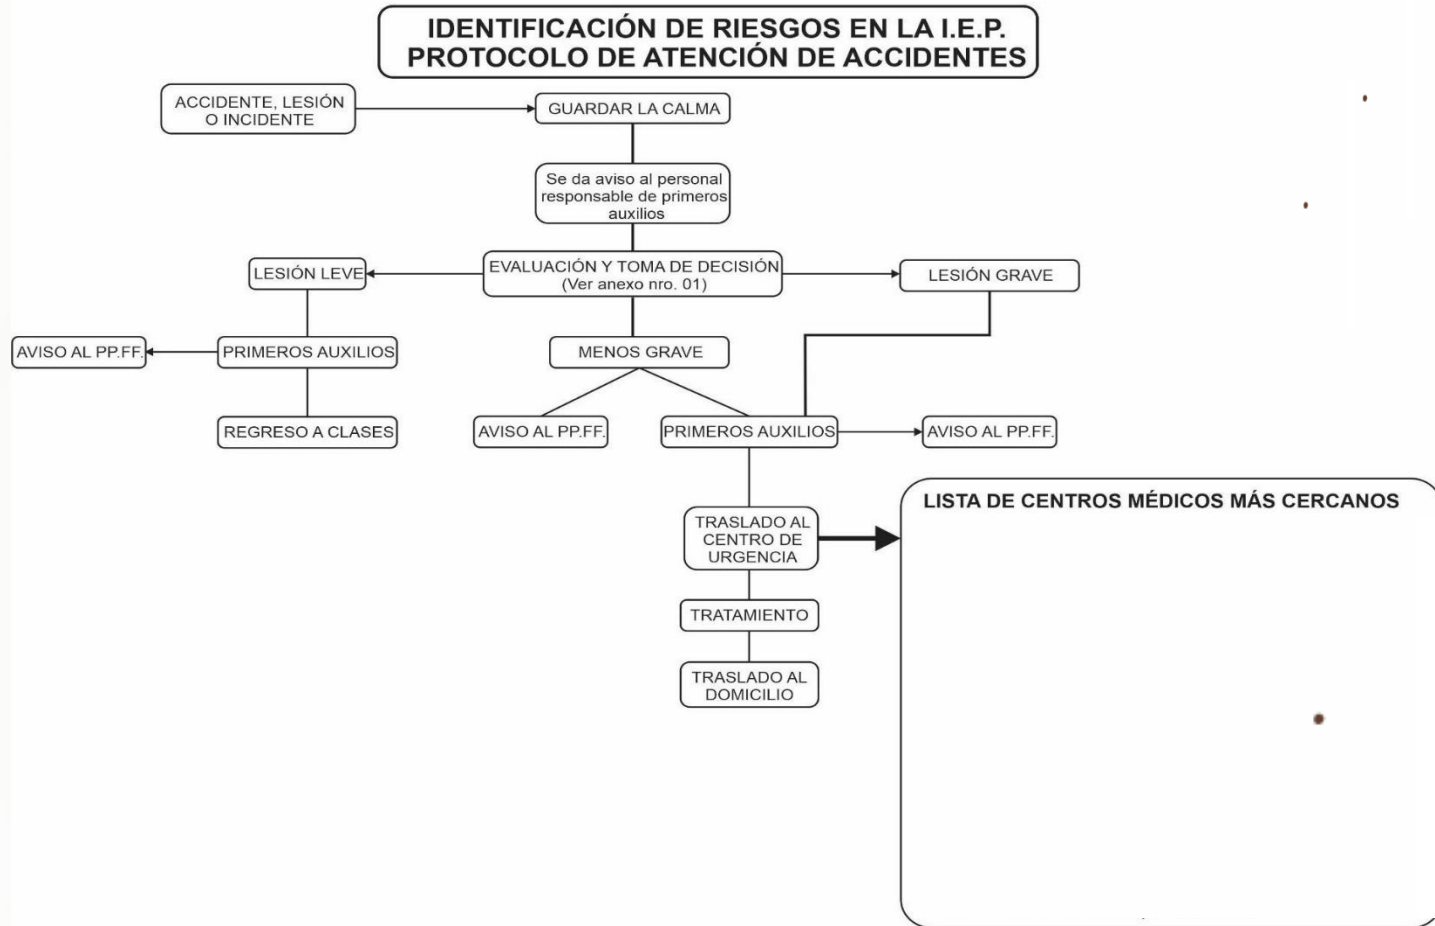 IDENTIFICACIÓN DE RIESGOS EN LA I.E.P.
PROTOCOLO DE ATENCIÓN DE ACCIDENTES
ACCIDENTE, LESIÓN
O INCIDENTE
GUARDAR LA CALMA
Se da aviso al personal
responsable de primeros
auxilios
LESIÓN LEVE
EVALUACIÓN Y TOMA DE DECISIÓN
(Ver anexo nro. 01)
LESIÓN GRAVE
AVISO AL PP.FF.
PRIMEROS AUXILIOS
MENOS GRAVE
REGRESO A CLASES
AVISO AL PP.FF.
PRIMEROS AUXILIOS
AVISO AL PP.FF.
LISTA DE CENTROS MÉDICOS MÁS CERCANOS
TRASLADO AL
CENTRO DE
URGENCIA
TRATAMIENTO
TRASLADO AL
DOMICILIO